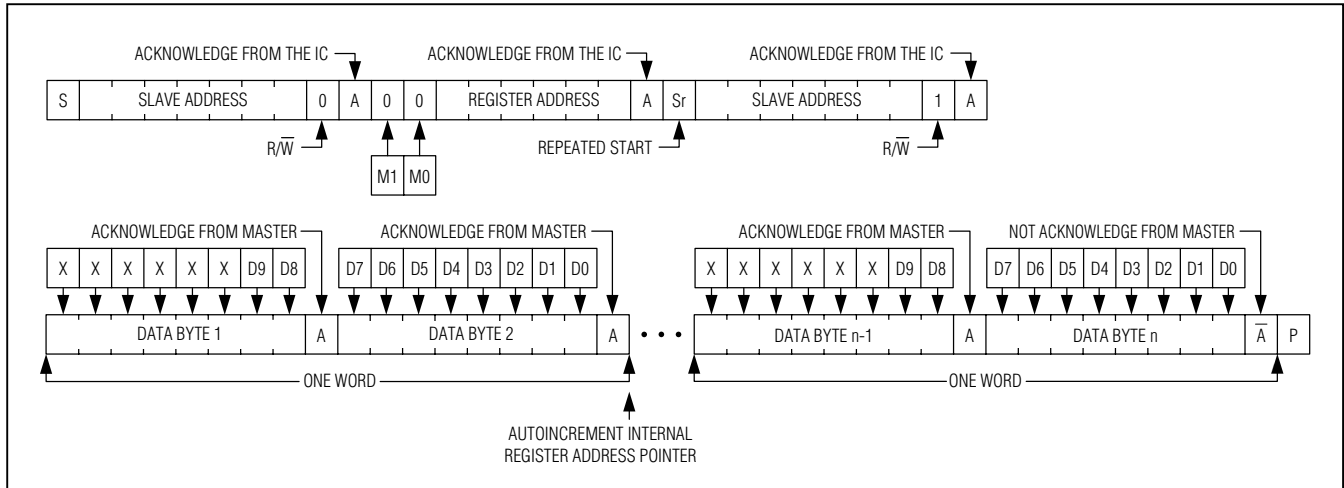 ACKNOWLEDGE FROM THE IC ACKNOWLEDGE FROM THE IC ACKNOWLEDGE FROM THE IC
S SLAVE ADDRESS 0 A 0 0 REGISTER ADDRESS A Sr SLAVE ADDRESS 1 A
R/W̅ REPEATED START R/W̅
M1 M0
ACKNOWLEDGE FROM MASTER ACKNOWLEDGE FROM MASTER ACKNOWLEDGE FROM MASTER NOT ACKNOWLEDGE FROM MASTER
X X X X X X D9 D8 D7 D6 D5 D4 D3 D2 D1 D0 X X X X X X D9 D8 D7 D6 D5 D4 D3 D2 D1 D0
DATA BYTE 1 A DATA BYTE 2 A • • • DATA BYTE n-1 A DATA BYTE n A̅ P
ONE WORD ONE WORD
AUTOINCREMENT INTERNAL
REGISTER ADDRESS POINTER